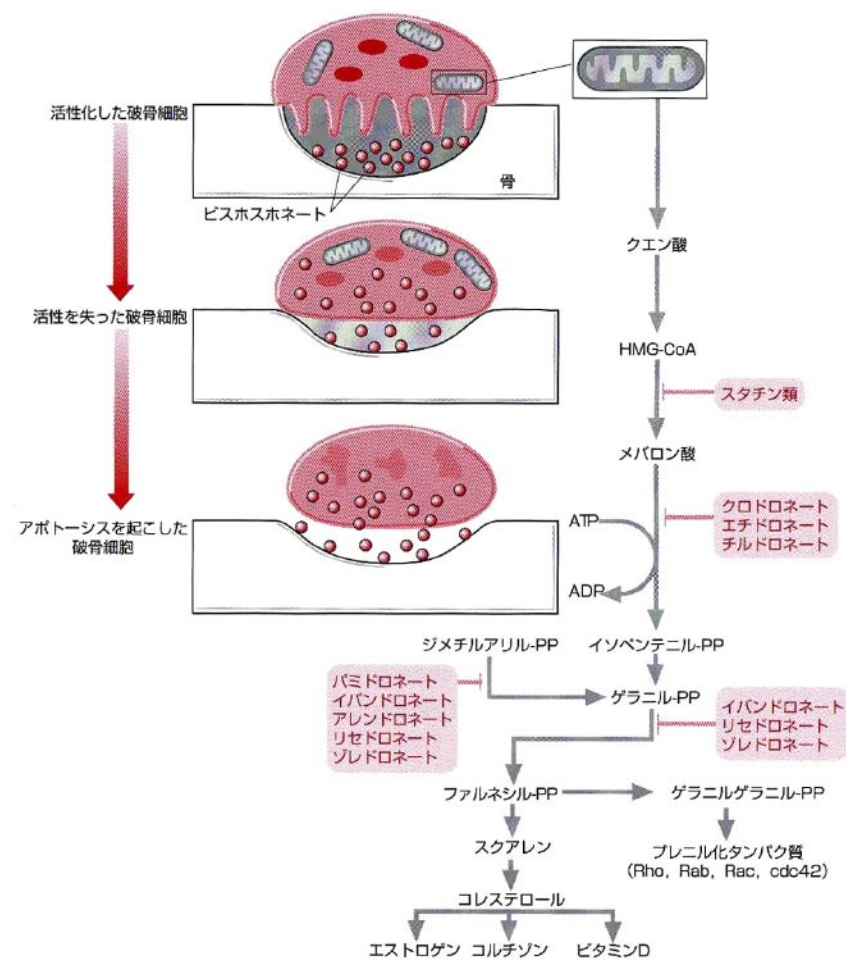 活性化した破骨細胞
骨
ビスホスホネート
活性を失った破骨細胞
アポトーシスを起こした
破骨細胞
クエン酸
HMG-CoA
スタチン類
メバロン酸
ATP
クロドロネート
エチドロネート
チルドロネート
ADP
ジメチルアリル-PP
イソペンテニル-PP
パミドロネート
イバンドロネート
アレンドロネート
リセドロネート
ゾレドロネート
ゲラニル-PP
イバンドロネート
リセドロネート
ゾレドロネート
ファルネシル-PP
ゲラニルゲラニル-PP
スクアレン
プレニル化タンパク質
(Rho, Rab, Rac, cdc42)
コレステロール
エストロゲン
コルチゾン
ビタミンD